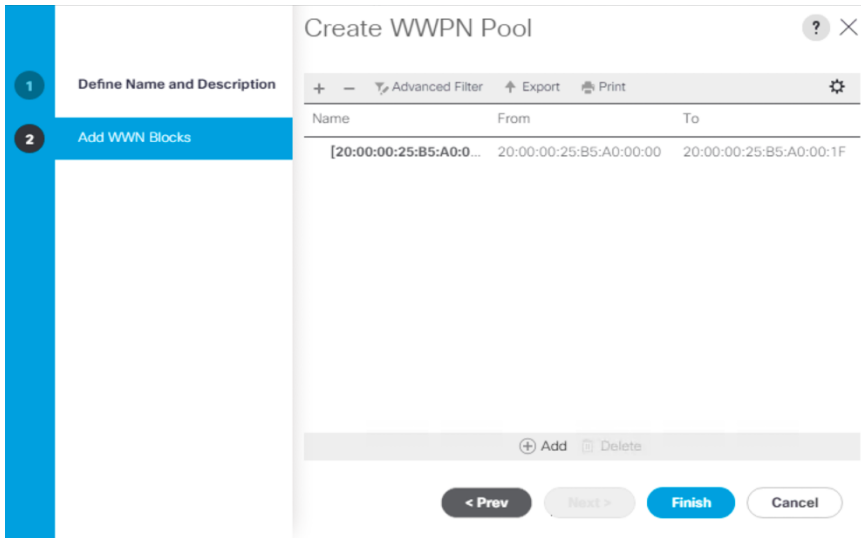 Create WWPN Pool
?
1
Define Name and Description
2
Add WWN Blocks
+ − Advanced Filter Export Print
Name From To
[20:00:00:25:B5:A0:0... 20:00:00:25:B5:A0:00:00 20:00:00:25:B5:A0:00:1F
Add Delete
< Prev Next > Finish Cancel